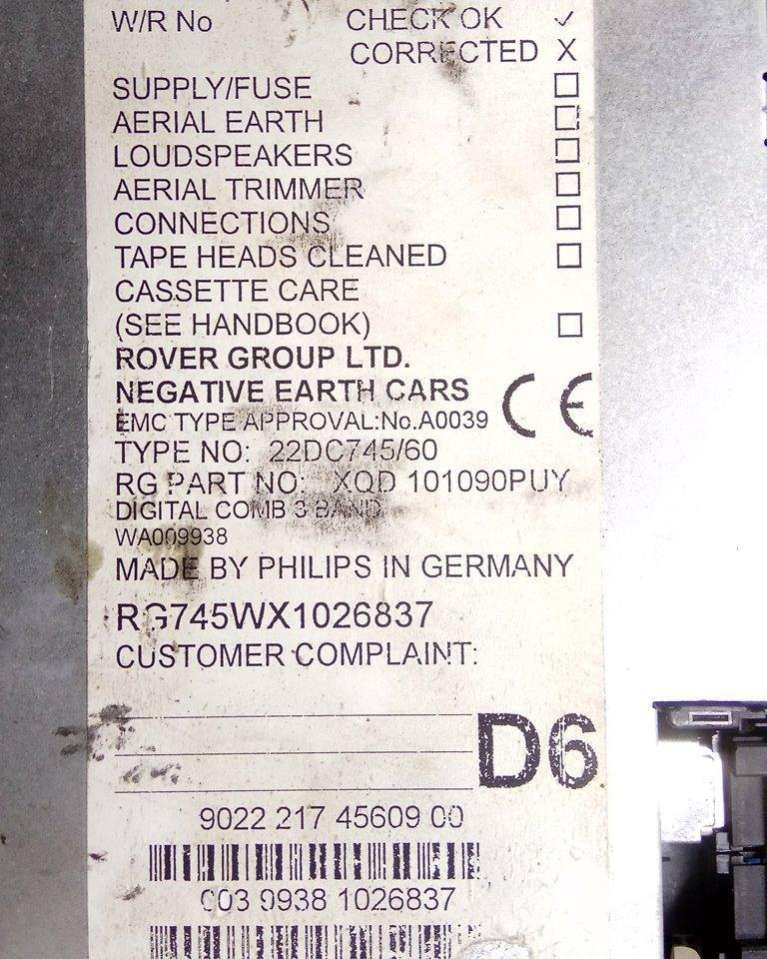 W/R No CHECK OK ✓
CORRECTED X
SUPPLY/FUSE
AERIAL EARTH
LOUDSPEAKERS
AERIAL TRIMMER
CONNECTIONS
TAPE HEADS CLEANED
CASSETTE CARE
(SEE HANDBOOK)
ROVER GROUP LTD.
NEGATIVE EARTH CARS CE
EMC TYPE APPROVAL:No.A0039
TYPE NO: 22DC745/60
RG PART NO: XQD 101090PUY
DIGITAL COMB 3 BAND
WA009938
MADE BY PHILIPS IN GERMANY
RG745WX1026837
CUSTOMER COMPLAINT:
D6
9022 217 45609 00
003 9938 1026837